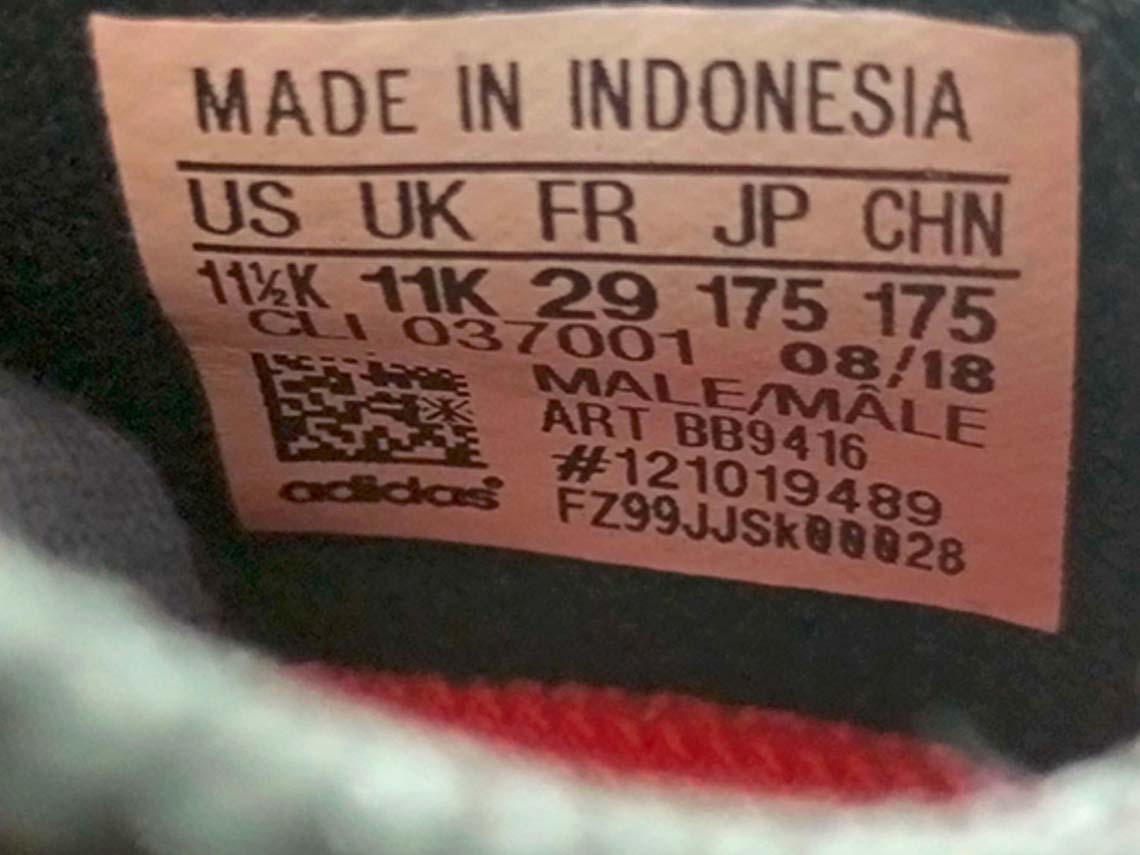 MADE IN INDONESIA
US UK FR JP CHN
11½K 11K 29 175 175
CLI 037001 08/18
MALE/MÂLE
ART BB9416
#121019489
adidas FZ99JJSk00028